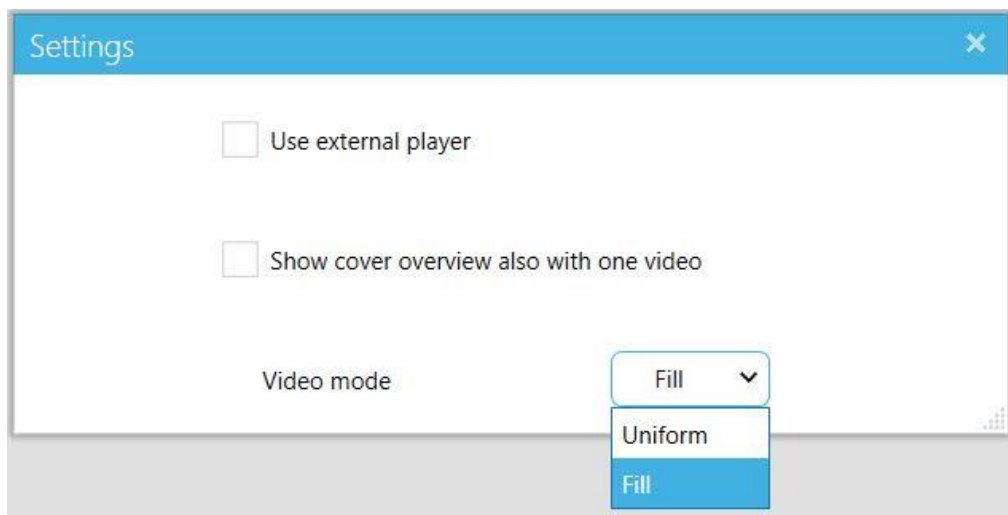 Settings
Use external player
Show cover overview also with one video
Video mode Fill
Uniform
Fill